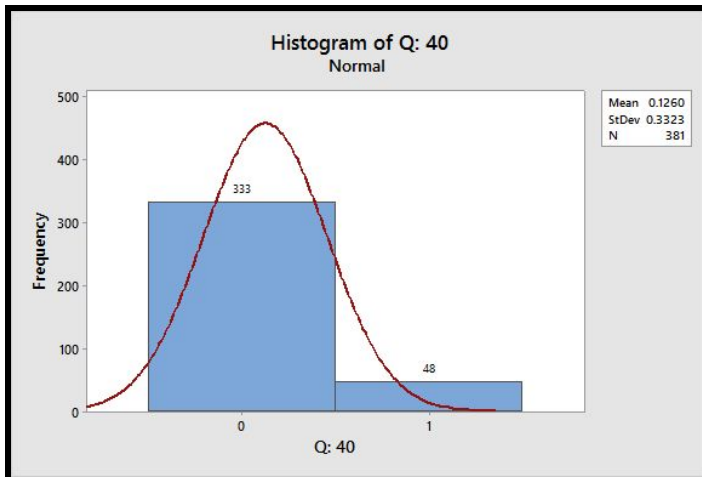 Histogram of Q: 40
Normal
Mean 0.1260
StDev 0.3323
N 381
500
400
300
200
100
0
Frequency
333
48
0 1
Q: 40